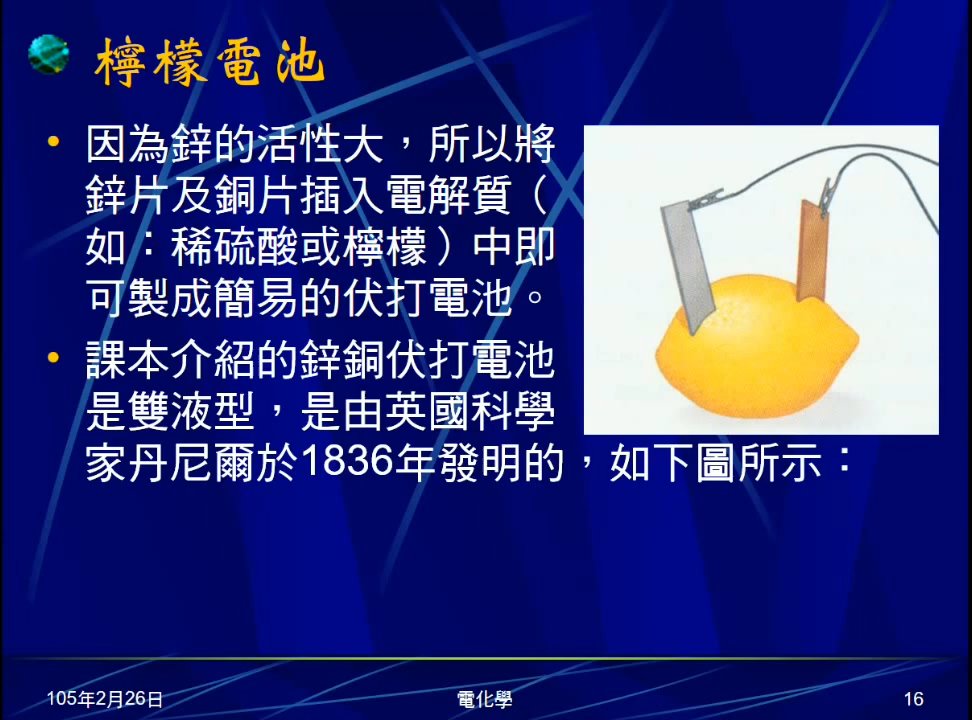 檸檬電池
• 因為鋅的活性大，所以將
鋅片及銅片插入電解質（
如：稀硫酸或檸檬）中即
可製成簡易的伏打電池。
• 課本介紹的鋅銅伏打電池
是雙液型，是由英國科學
家丹尼爾於1836年發明的，如下圖所示：
105年2月26日
電化學
16